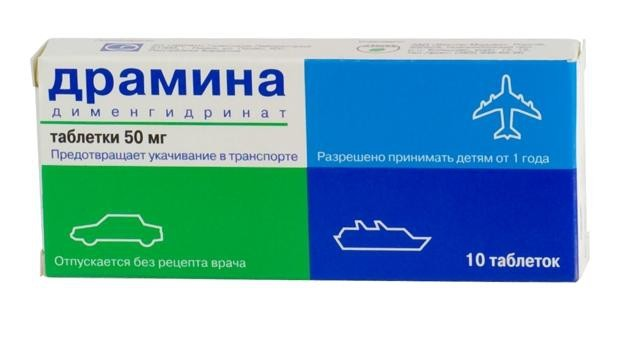 драмина
дименгидринат
таблетки 50 мг
Предотвращает укачивание в транспорте
Разрешено принимать детям от 1 года
Отпускается без рецепта врача
10 таблеток